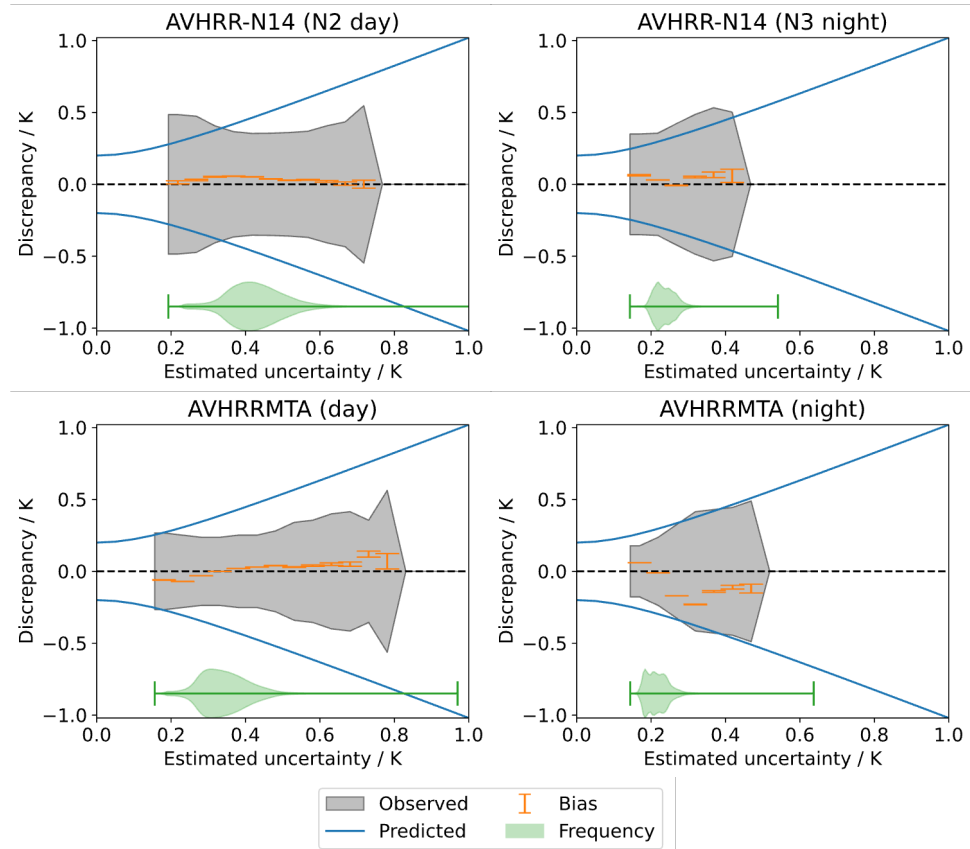 AVHRR-N14 (N2 day)
1.0
0.5
0.0
−0.5
−1.0
Discrepancy / K
0.0 0.2 0.4 0.6 0.8 1.0
Estimated uncertainty / K
AVHRR-N14 (N3 night)
1.0
0.5
0.0
−0.5
−1.0
Discrepancy / K
0.0 0.2 0.4 0.6 0.8 1.0
Estimated uncertainty / K
AVHRRMTA (day)
1.0
0.5
0.0
−0.5
−1.0
Discrepancy / K
0.0 0.2 0.4 0.6 0.8 1.0
Estimated uncertainty / K
AVHRRMTA (night)
1.0
0.5
0.0
−0.5
−1.0
Discrepancy / K
0.0 0.2 0.4 0.6 0.8 1.0
Estimated uncertainty / K
Observed Bias
Predicted Frequency